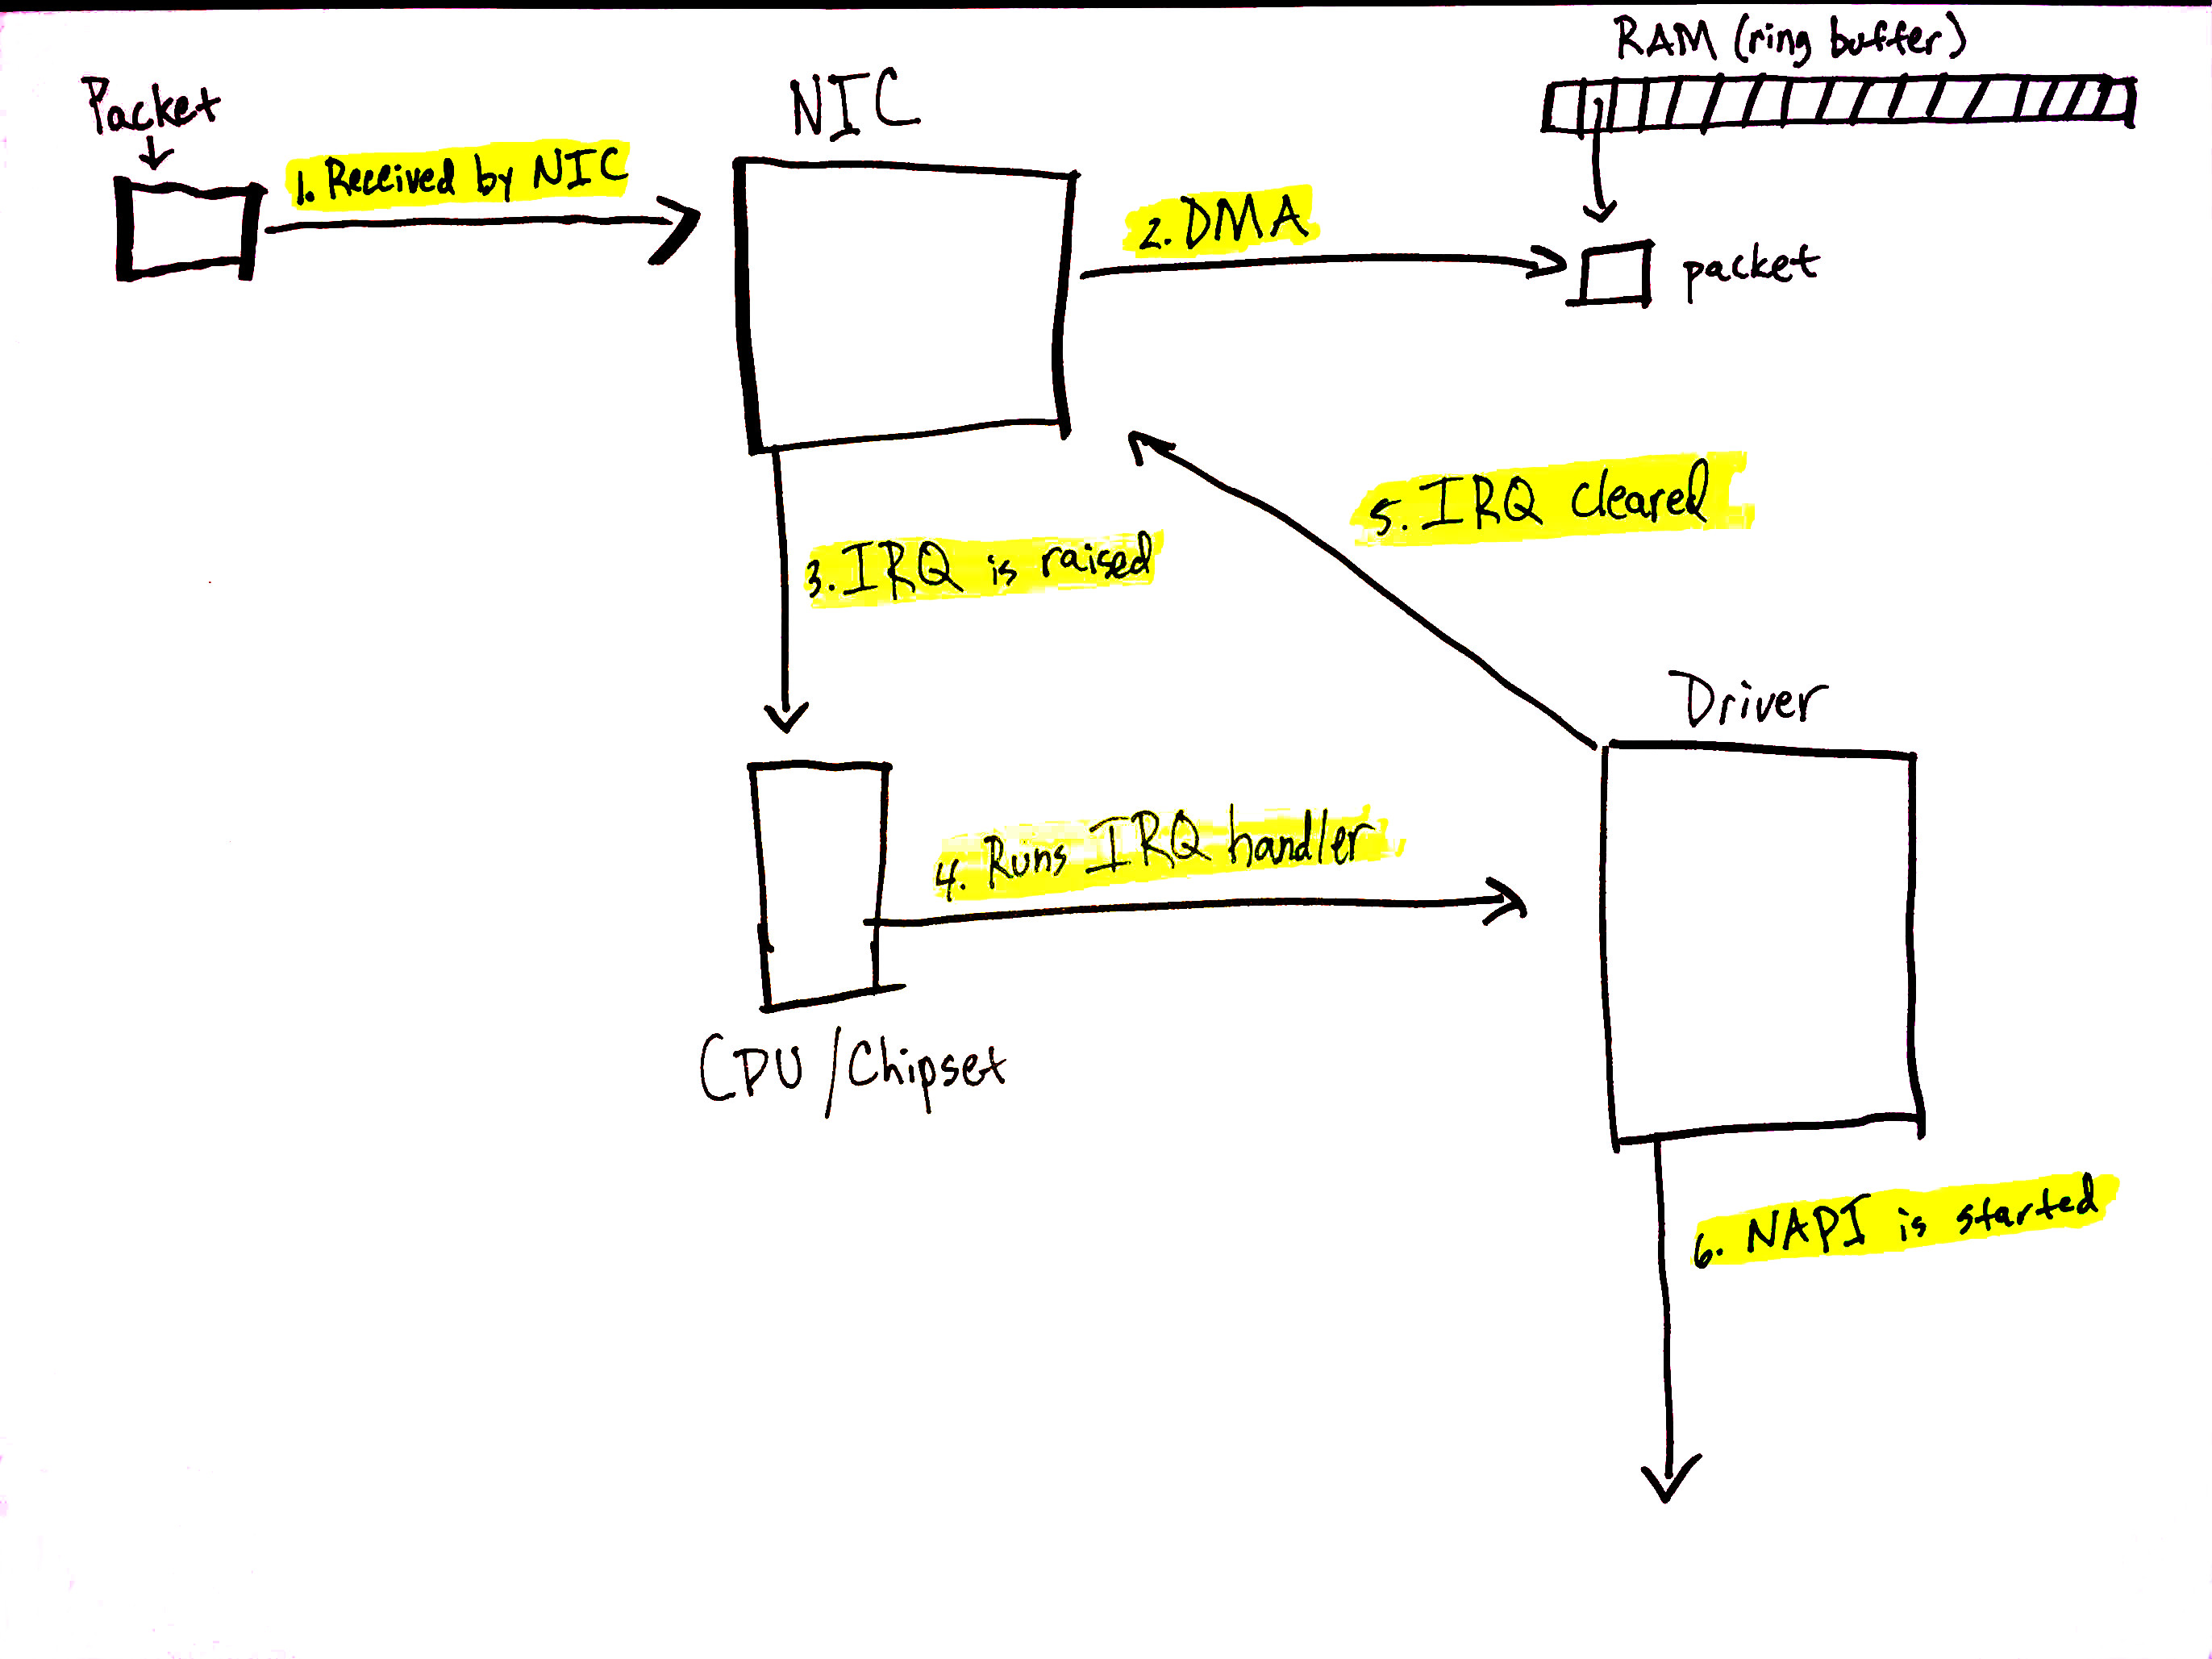 RAM (ring buffer)
Packet
NIC
1. Received by NIC
2. DMA
packet
5. IRQ cleared
3. IRQ is raised
Driver
4. Runs IRQ handler
CPU/Chipset
6. NAPI is started